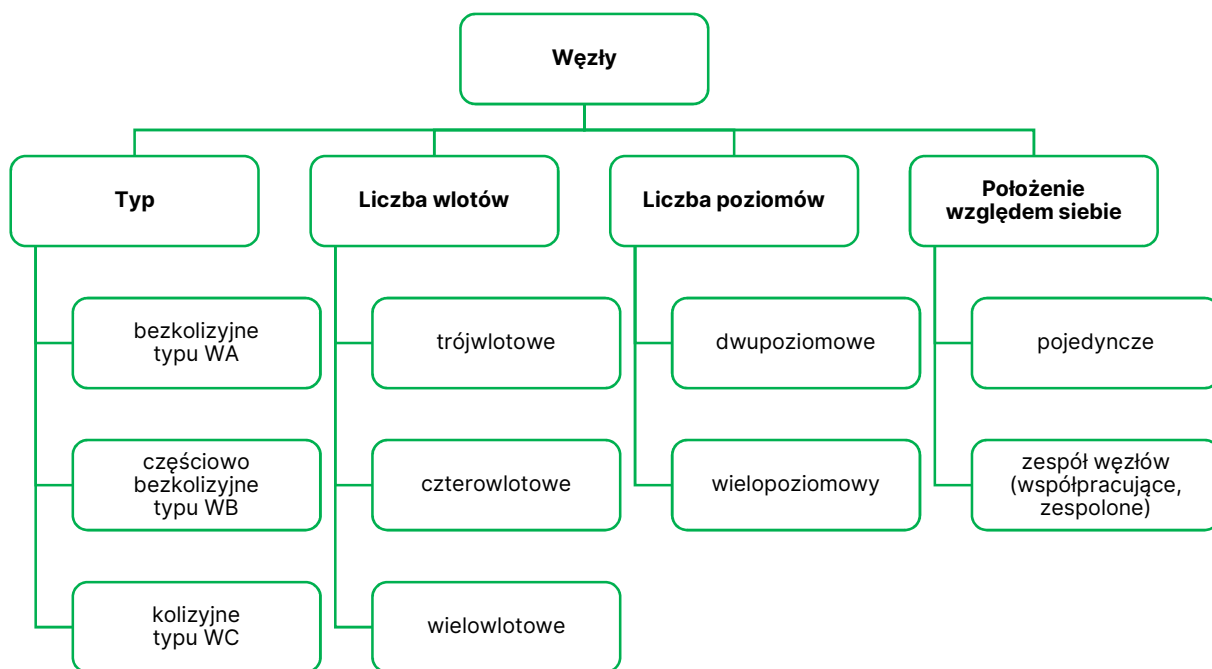 Węzły
Typ
Liczba wlotów
Liczba poziomów
Położenie
względem siebie
bezkolizyjne
typu WA
trójwlotowe
dwupoziomowe
pojedyncze
częściowo
bezkolizyjne
typu WB
czterowlotowe
wielopoziomowy
zespół węzłów
(współpracujące,
zespolone)
kolizyjne
typu WC
wielowlotowe